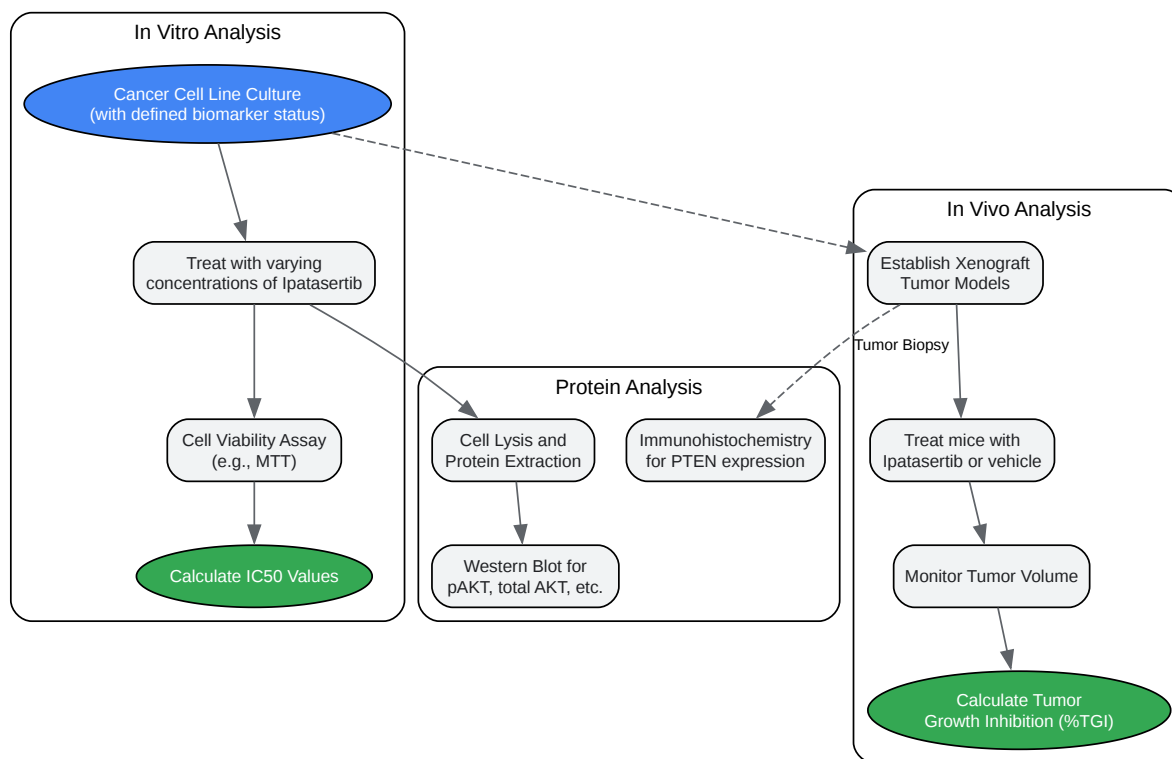 In Vitro Analysis
Cancer Cell Line Culture
(with defined biomarker status)
Treat with varying
concentrations of Ipatasertib
Cell Viability Assay
(e.g., MTT)
Calculate IC50 Values
Protein Analysis
Cell Lysis and
Protein Extraction
Western Blot for
pAKT, total AKT, etc.
Immunohistochemistry
for PTEN expression
Tumor Biopsy
In Vivo Analysis
Establish Xenograft
Tumor Models
Treat mice with
Ipatasertib or vehicle
Monitor Tumor Volume
Calculate Tumor
Growth Inhibition (%TGI)